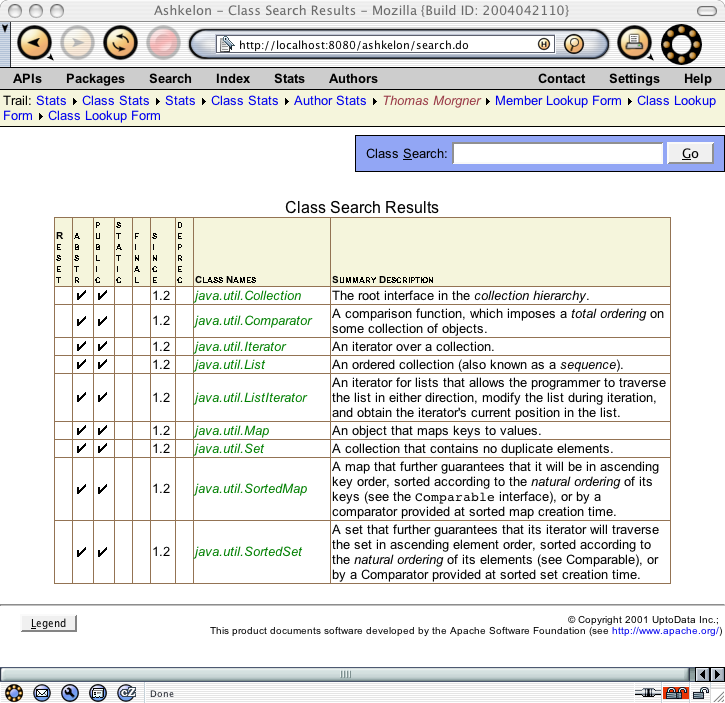 Ashkelon - Class Search Results - Mozilla {Build ID: 2004042110}
http://localhost:8080/ashkelon/search.do
APIs Packages Search Index Stats Authors Contact Settings Help
Trail: Stats Class Stats Stats Class Stats Author Stats Thomas Morgner Member Lookup Form Class Lookup
Form Class Lookup Form
Class Search: Go
Class Search Results
RESET ABSTR PUBLIC STATIC FINAL SINCE DEPREC CLASS NAMES SUMMARY DESCRIPTION
✔ ✔ 1.2 java.util.Collection The root interface in the collection hierarchy.
✔ ✔ 1.2 java.util.Comparator A comparison function, which imposes a total ordering on
some collection of objects.
✔ ✔ 1.2 java.util.Iterator An iterator over a collection.
✔ ✔ 1.2 java.util.List An ordered collection (also known as a sequence).
✔ ✔ 1.2 java.util.ListIterator An iterator for lists that allows the programmer to traverse
the list in either direction, modify the list during iteration,
and obtain the iterator's current position in the list.
✔ ✔ 1.2 java.util.Map An object that maps keys to values.
✔ ✔ 1.2 java.util.Set A collection that contains no duplicate elements.
✔ ✔ 1.2 java.util.SortedMap A map that further guarantees that it will be in ascending
key order, sorted according to the natural ordering of its
keys (see the Comparable interface), or by a
comparator provided at sorted map creation time.
✔ ✔ 1.2 java.util.SortedSet A set that further guarantees that its iterator will traverse
the set in ascending element order, sorted according to
the natural ordering of its elements (see Comparable), or
by a Comparator provided at sorted set creation time.
Legend
© Copyright 2001 UptoData Inc.;
This product documents software developed by the Apache Software Foundation (see http://www.apache.org/)
Done